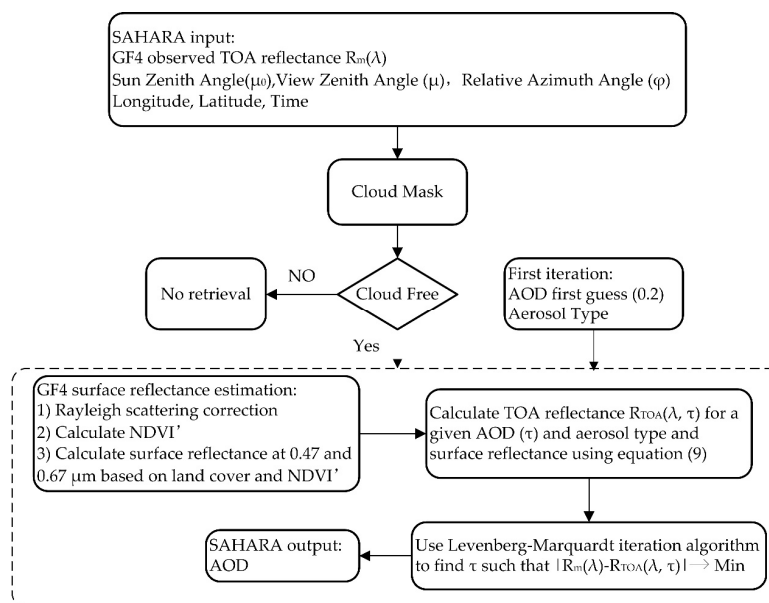 SAHARA input:
GF4 observed TOA reflectance Rm(λ)
Sun Zenith Angle(μ0),View Zenith Angle (μ)，Relative Azimuth Angle (φ)
Longitude, Latitude, Time
Cloud Mask
Cloud Free
NO
No retrieval
Yes
First iteration:
AOD first guess (0.2)
Aerosol Type
GF4 surface reflectance estimation:
1) Rayleigh scattering correction
2) Calculate NDVI’
3) Calculate surface reflectance at 0.47 and
0.67 μm based on land cover and NDVI’
Calculate TOA reflectance RTOA(λ, τ) for a
given AOD (τ) and aerosol type and
surface reflectance using equation (9)
Use Levenberg-Marquardt iteration algorithm
to find τ such that |Rm(λ)-RTOA(λ, τ)|→ Min
SAHARA output:
AOD